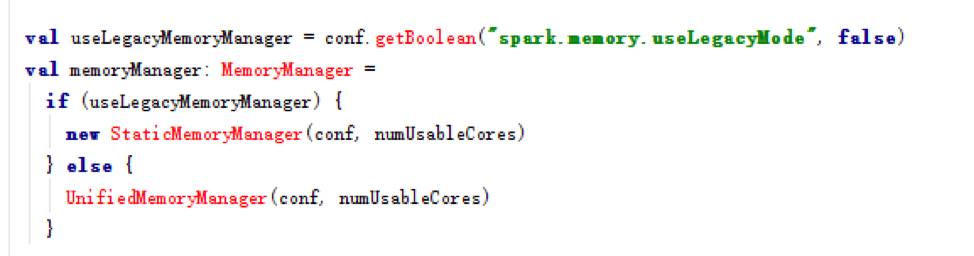 val useLegacyMemoryManager = conf.getBoolean("spark.memory.useLegacyMode", false)
val memoryManager: MemoryManager =
if (useLegacyMemoryManager) {
new StaticMemoryManager(conf, numUsableCores)
} else {
UnifiedMemoryManager(conf, numUsableCores)
}